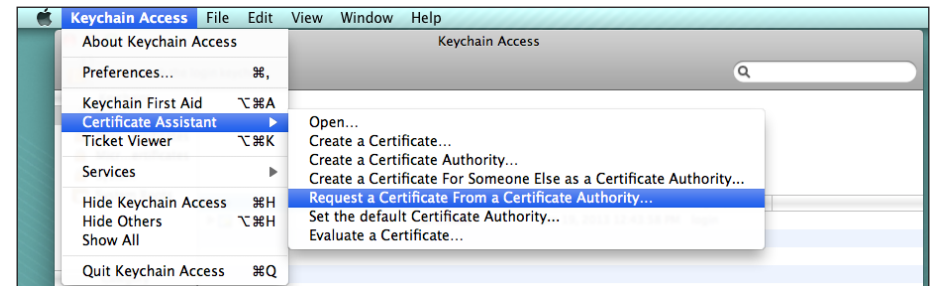 Keychain Access File Edit View Window Help
Keychain Access
About Keychain Access
Preferences... ⌘,
Keychain First Aid ⌥⌘A
Certificate Assistant
Ticket Viewer ⌥⌘K
Services
Hide Keychain Access ⌘H
Hide Others ⌥⌘H
Show All
Quit Keychain Access ⌘Q
Open...
Create a Certificate...
Create a Certificate Authority...
Create a Certificate For Someone Else as a Certificate Authority...
Request a Certificate From a Certificate Authority...
Set the default Certificate Authority...
Evaluate a Certificate...